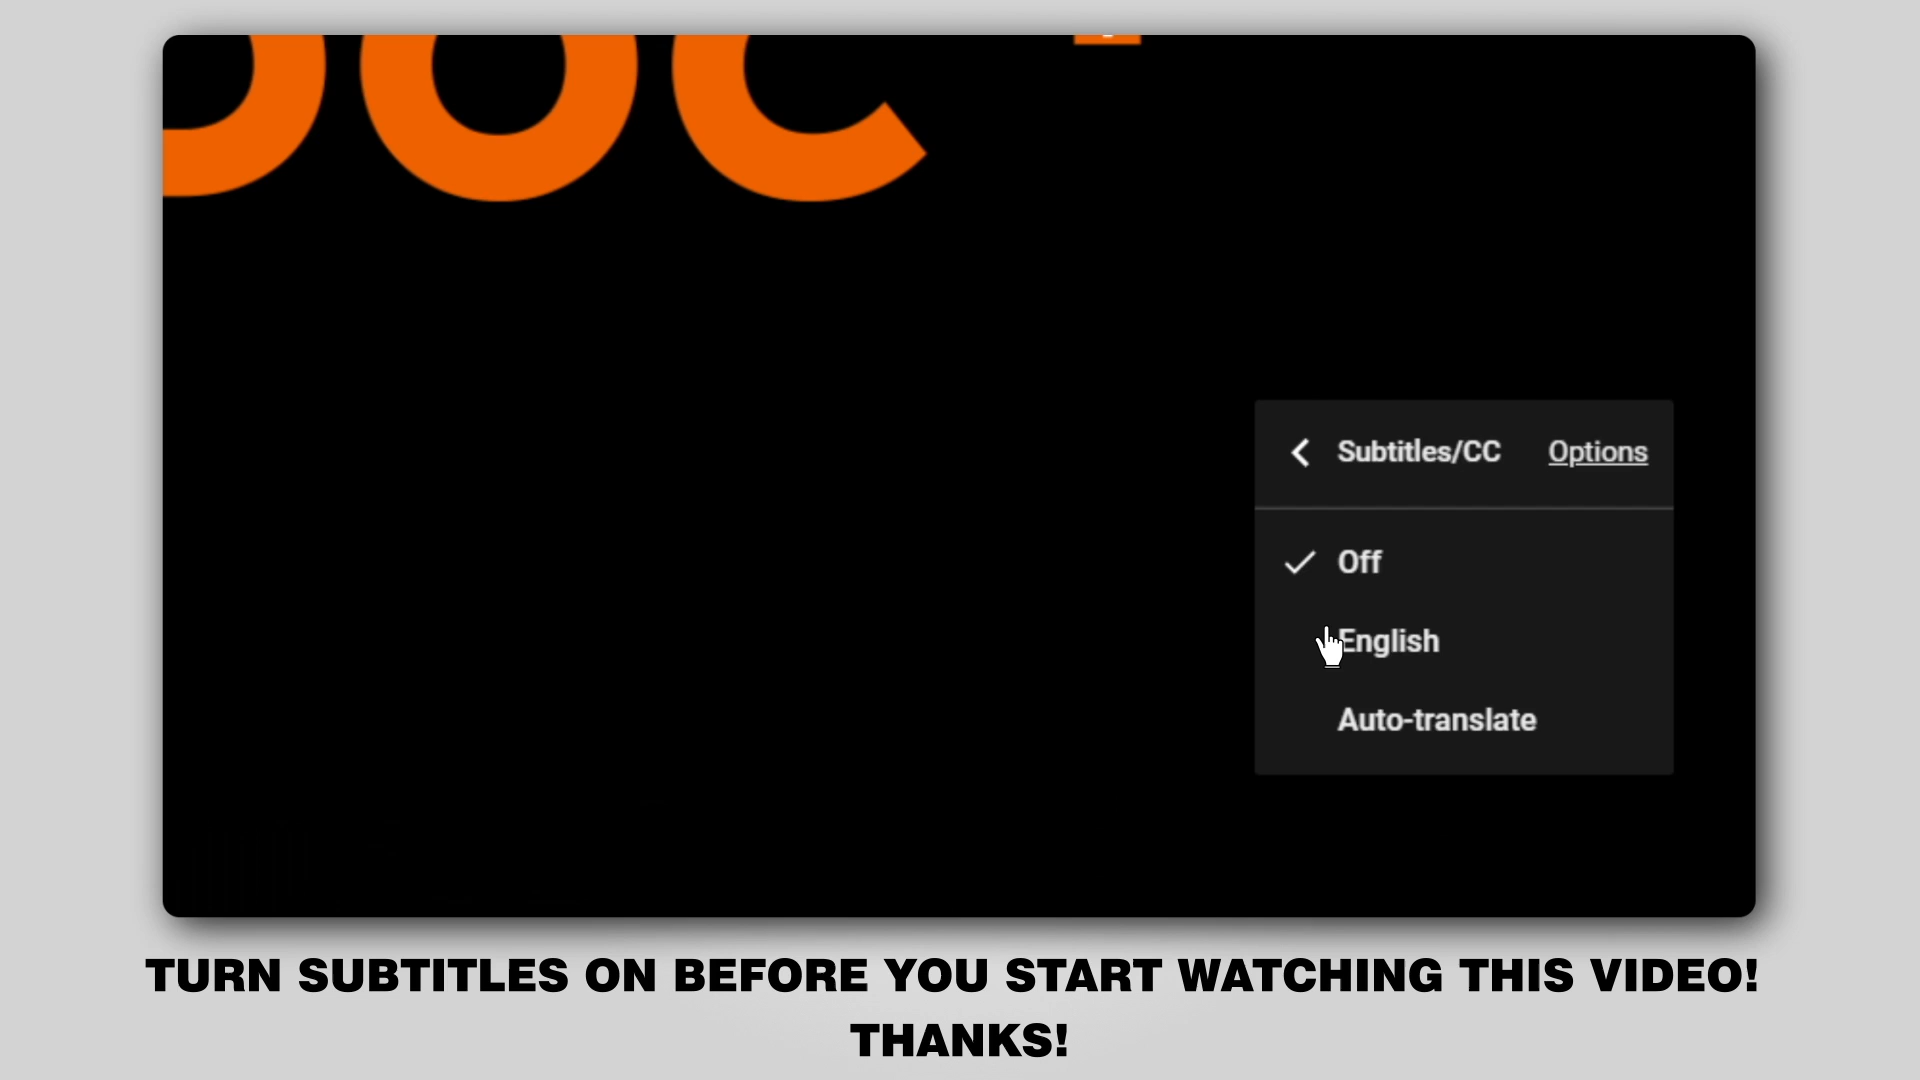 Subtitles/CC Options
Off
English
Auto-translate
TURN SUBTITLES ON BEFORE YOU START WATCHING THIS VIDEO!
THANKS!